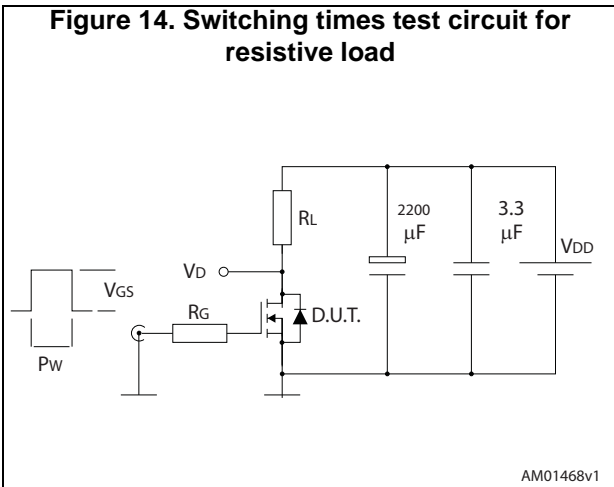 Figure 14. Switching times test circuit for
resistive load
RL
2200
μF
3.3
μF
VDD
VD
VGS
RG
D.U.T.
PW
AM01468v1